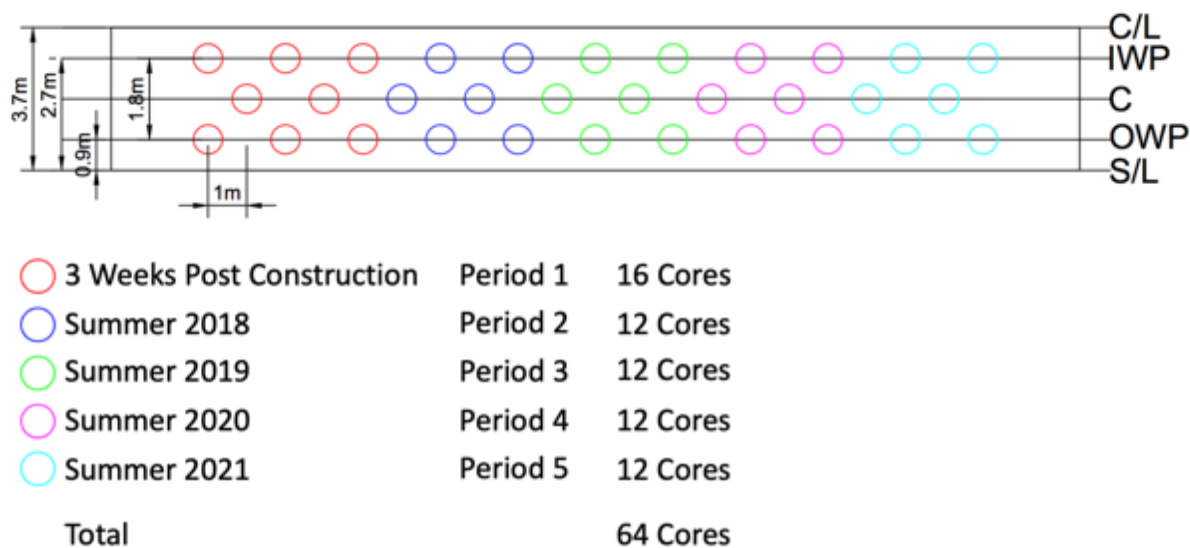 C/L
IWP
C
OWP
S/L
3.7m
2.7m
1.8m
0.9m
1m
3 Weeks Post Construction Period 1 16 Cores
Summer 2018 Period 2 12 Cores
Summer 2019 Period 3 12 Cores
Summer 2020 Period 4 12 Cores
Summer 2021 Period 5 12 Cores
Total 64 Cores